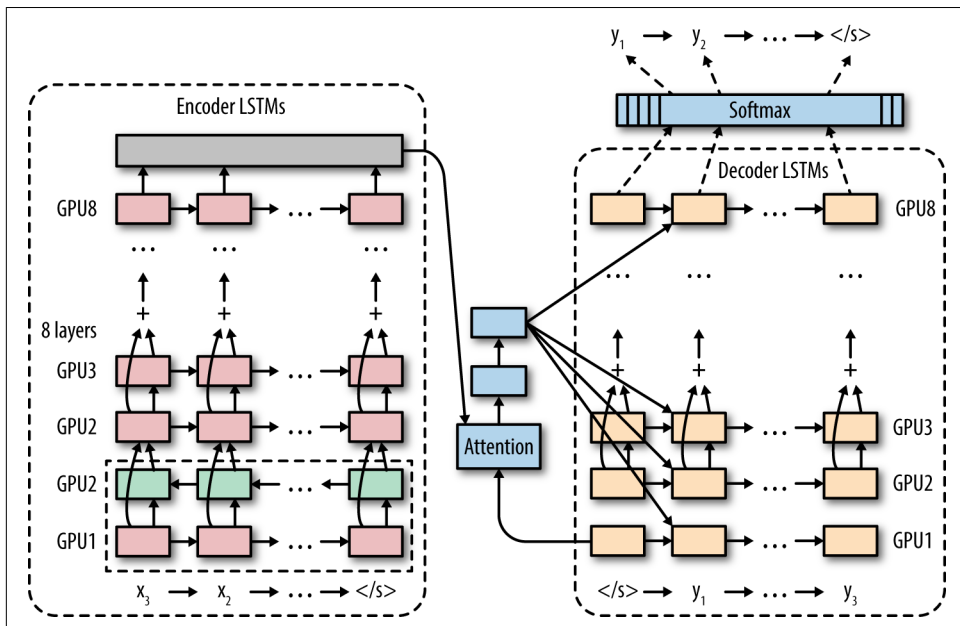 y1 y2 ... </s>
Softmax
Encoder LSTMs
Decoder LSTMs
GPU8 ...
... GPU8
... ... ...
... ... ...
+ + +
8 layers
GPU3 ...
+ + +
GPU2 ...
... GPU3
Attention
GPU2 ...
... GPU2
GPU1 ...
... GPU1
x3 x2 ... </s>
</s> y1 ... y3